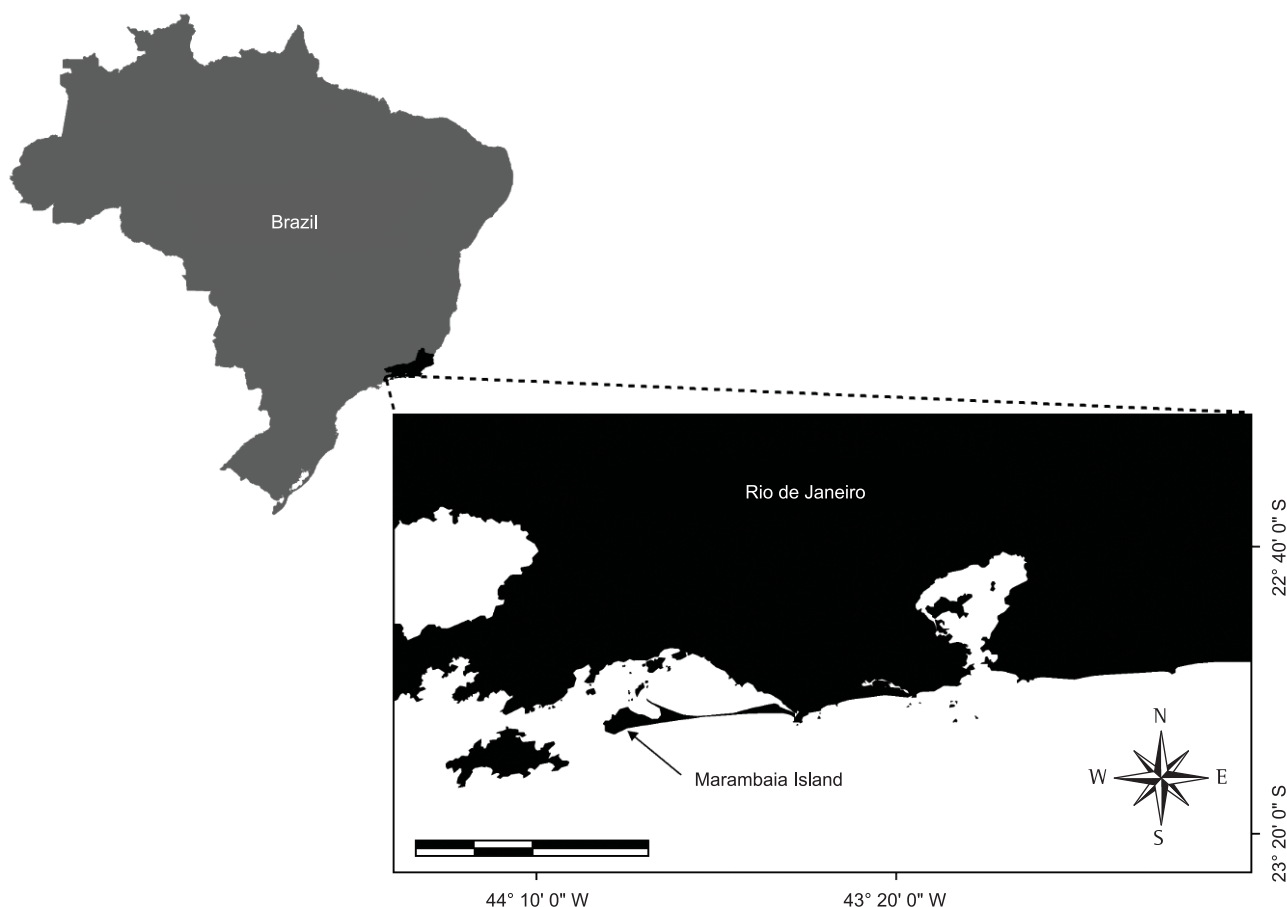 Brazil
Rio de Janeiro
22° 40' 0" S
Marambaia Island
N
W
E
S
23° 20' 0" S
44° 10' 0" W
43° 20' 0" W